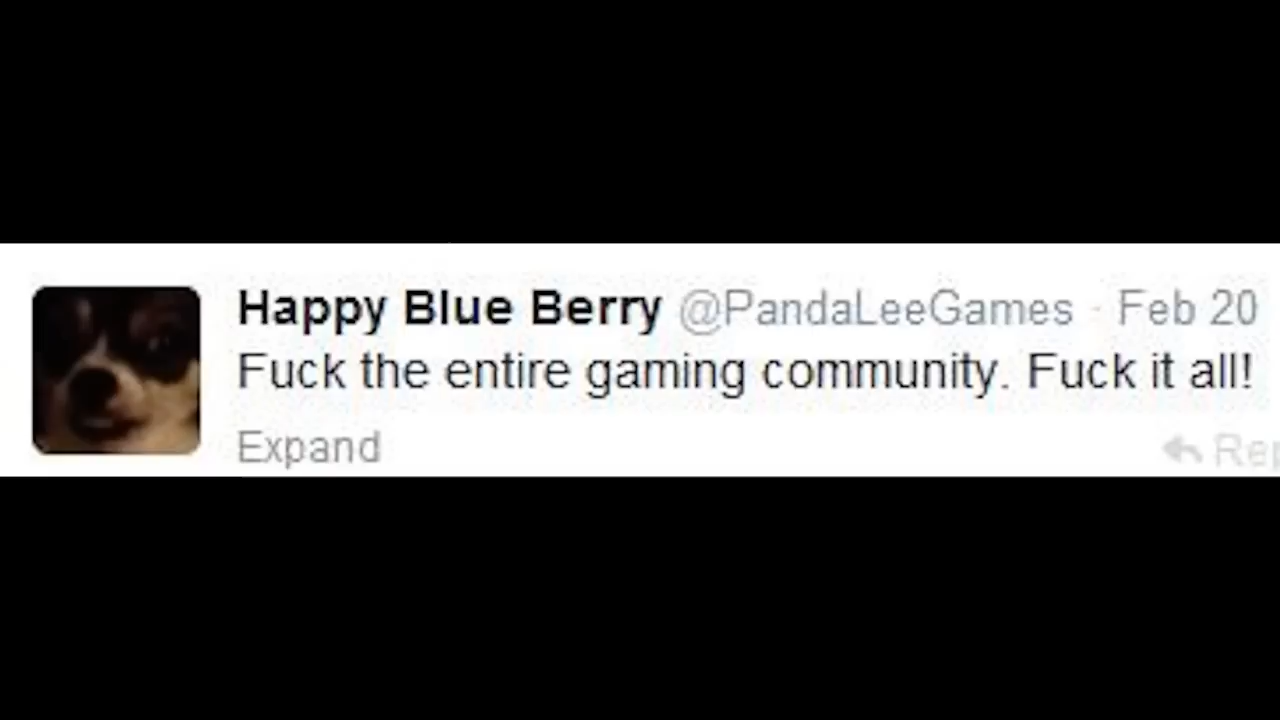 Happy Blue Berry @PandaLeeGames · Feb 20
Fuck the entire gaming community. Fuck it all!
Expand